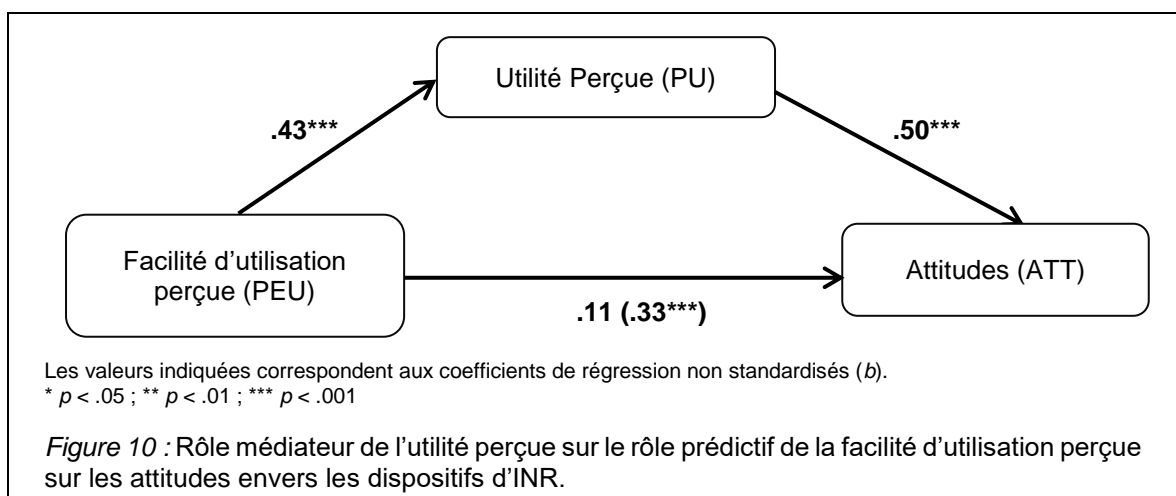 Utilité Perçue (PU)
.43***
.50***
Facilité d’utilisation
perçue (PEU)
Attitudes (ATT)
.11 (.33***)
Les valeurs indiquées correspondent aux coefficients de régression non standardisés (b).
* p < .05 ; ** p < .01 ; *** p < .001
Figure 10 : Rôle médiateur de l’utilité perçue sur le rôle prédictif de la facilité d’utilisation perçue
sur les attitudes envers les dispositifs d’INR.